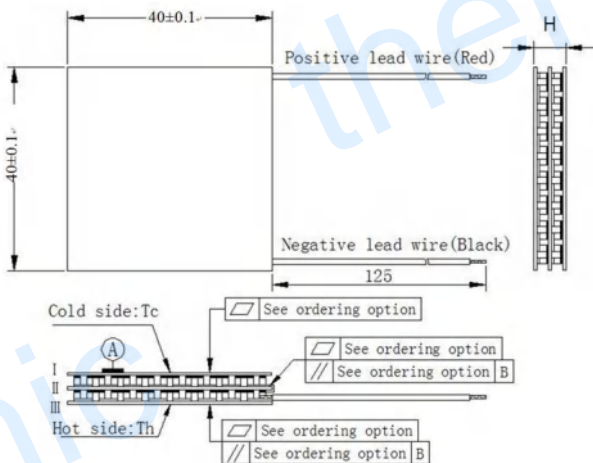 40±0.1
H
Positive lead wire(Red)
40±0.1
Negative lead wire(Black)
125
Cold side:Tc
See ordering option
A
See ordering option
// See ordering option B
I
II
III
Hot side:Th
See ordering option
// See ordering option B